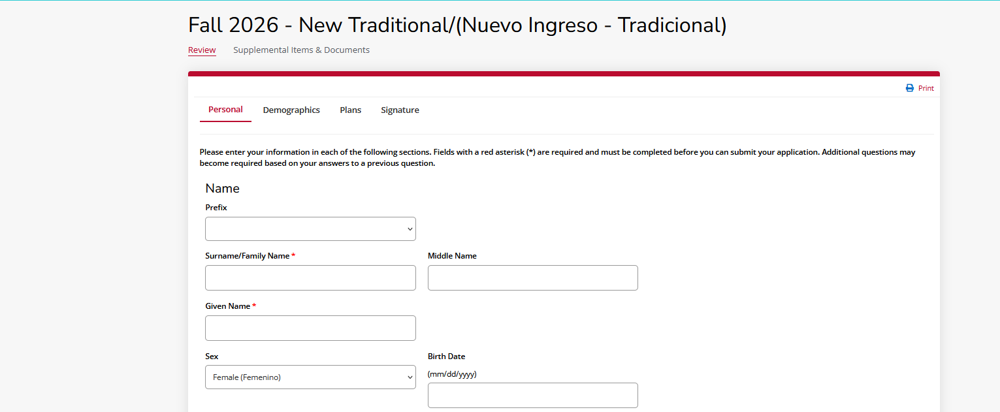 Fall 2026 - New Traditional/(Nuevo Ingreso - Tradicional)
Review Supplemental Items & Documents
Print
Personal Demographics Plans Signature
Please enter your information in each of the following sections. Fields with a red asterisk (*) are required and must be completed before you can submit your application. Additional questions may
become required based on your answers to a previous question.
Name
Prefix
Surname/Family Name * Middle Name
Given Name *
Sex Birth Date
(mm/dd/yyyy)
Female (Femenino)